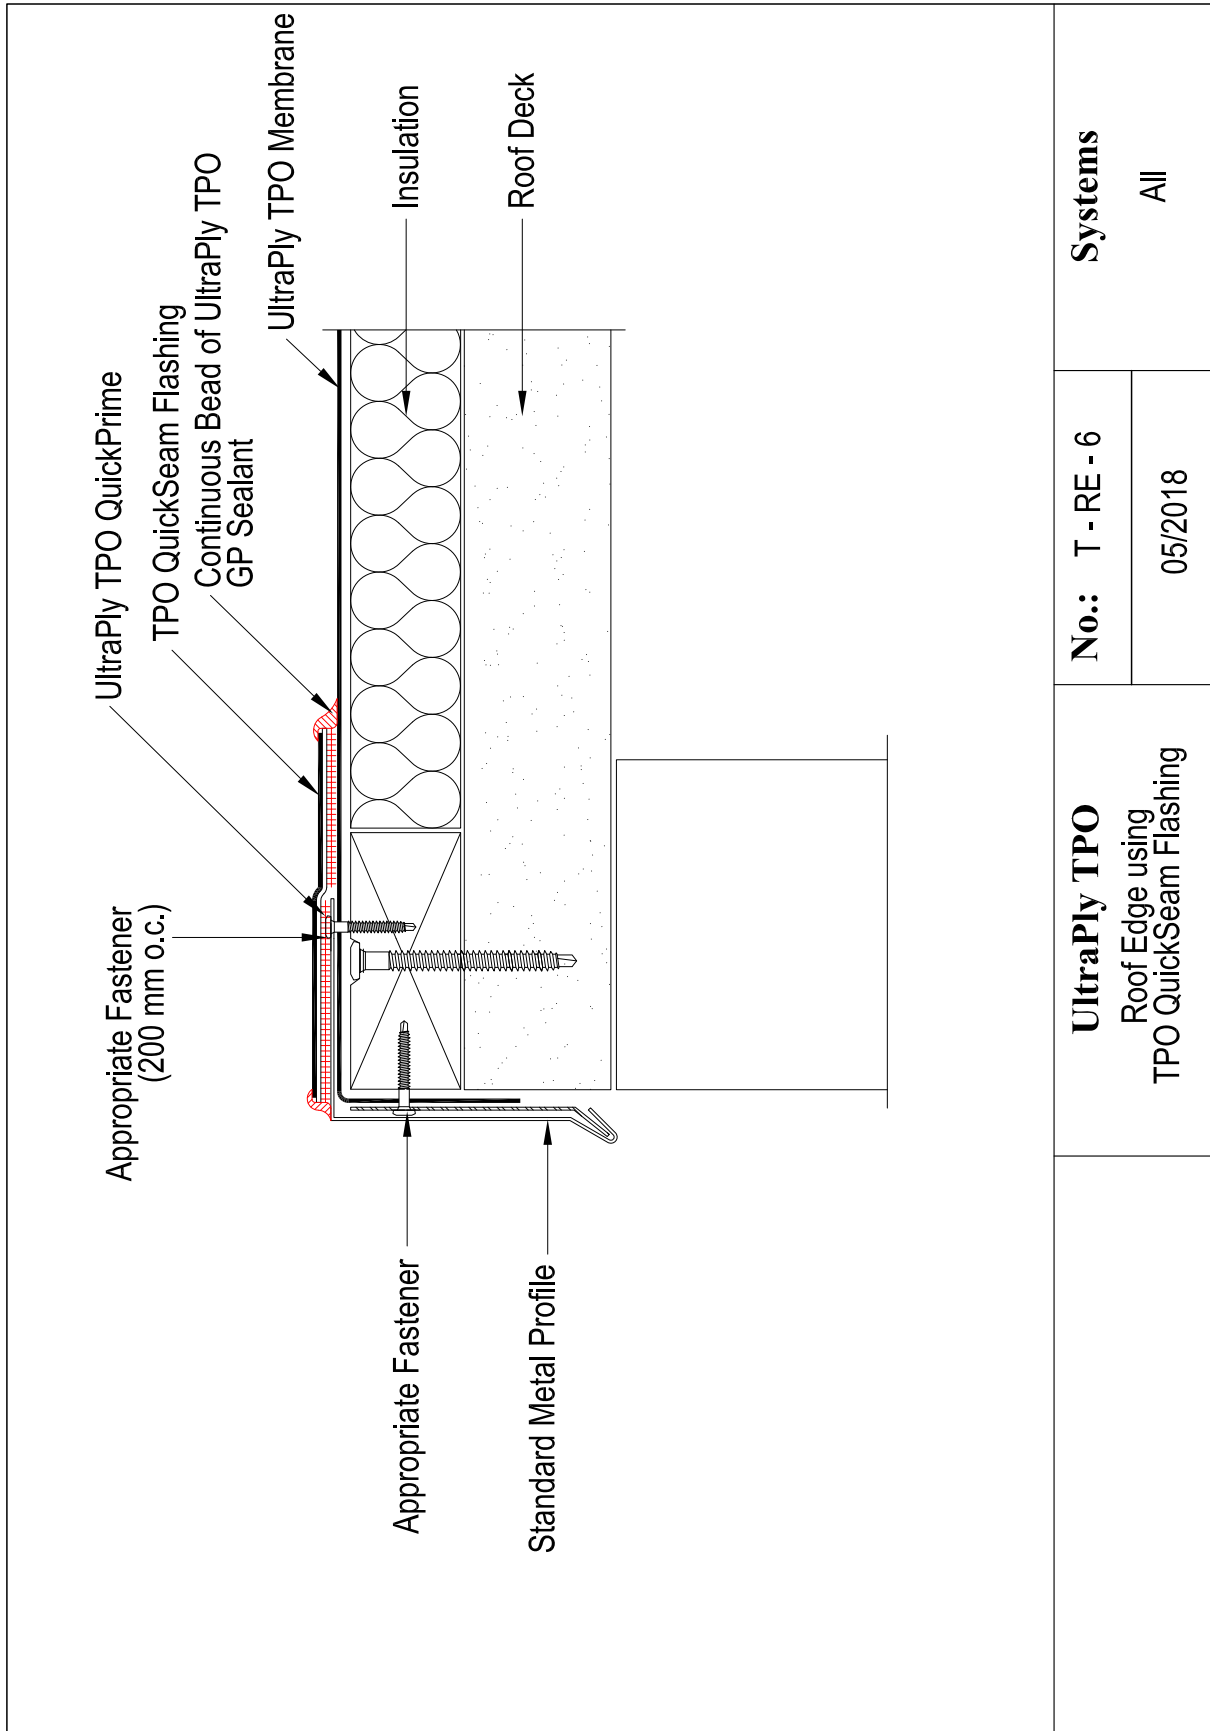 Appropriate Fastener
(200 mm o.c.)
UltraPly TPO QuickPrime
TPO QuickSeam Flashing
Continuous Bead of UltraPly TPO
GP Sealant
UltraPly TPO Membrane
Appropriate Fastener
Insulation
Standard Metal Profile
Roof Deck
UltraPly TPO
Roof Edge using
TPO QuickSeam Flashing
No.: T - RE - 6
05/2018
Systems
All